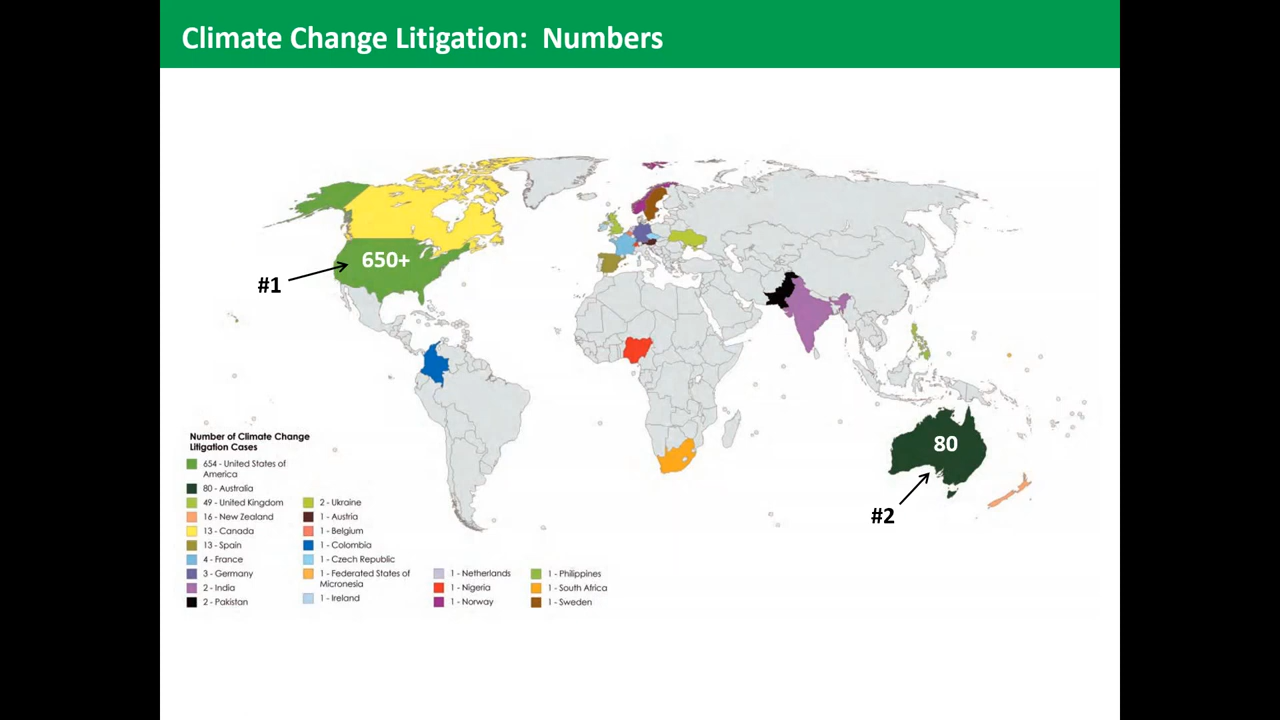 Climate Change Litigation:  Numbers
650+
#1
80
#2
Number of Climate Change
Litigation Cases
654 - United States of
America
80 - Australia
49 - United Kingdom
16 - New Zealand
13 - Canada
13 - Spain
4 - France
3 - Germany
2 - India
2 - Pakistan
2 - Ukraine
1 - Austria
1 - Belgium
1 - Colombia
1 - Czech Republic
1 - Federated States of
Micronesia
1 - Ireland
1 - Netherlands
1 - Nigeria
1 - Norway
1 - Philippines
1 - South Africa
1 - Sweden